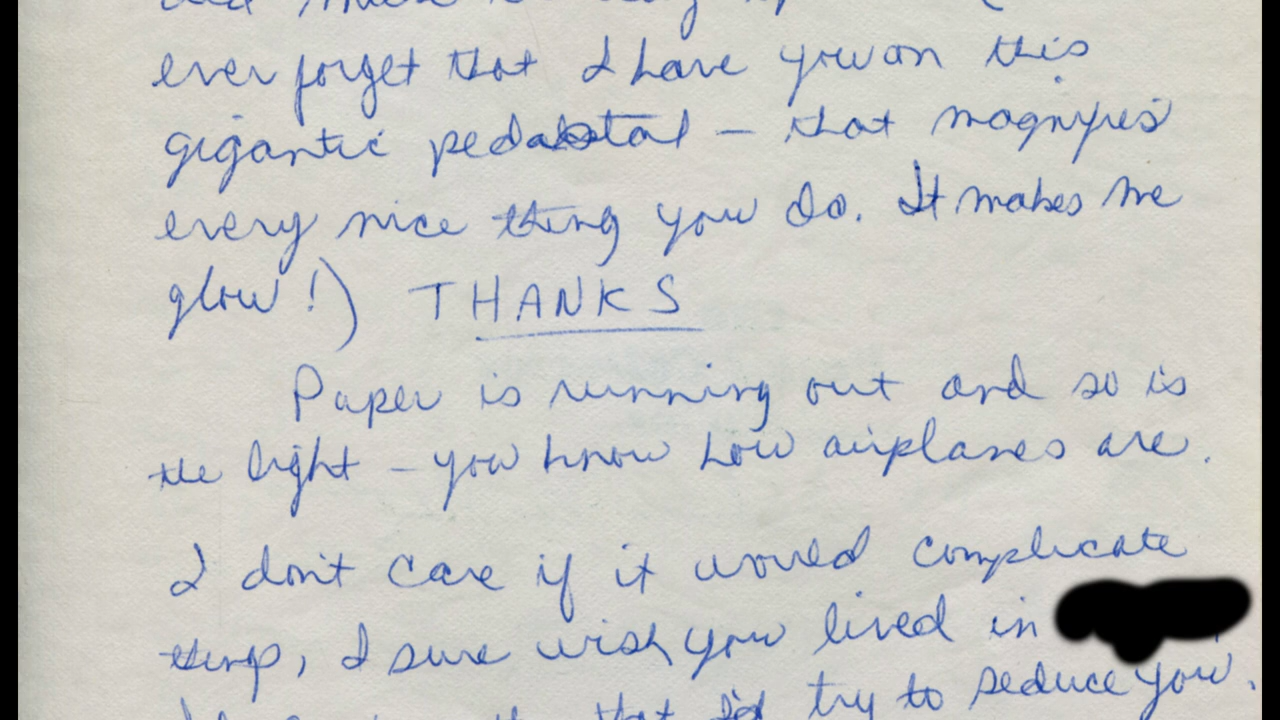 ever forget that I have you on this
gigantic pedastal – that magnifies
every nice thing you do. It makes me
glow!) THANKS
Paper is running out and so is
the light – you know how airplanes are.
I don't care if it would complicate
things, I sure wish you lived in
that I'd try to seduce you.